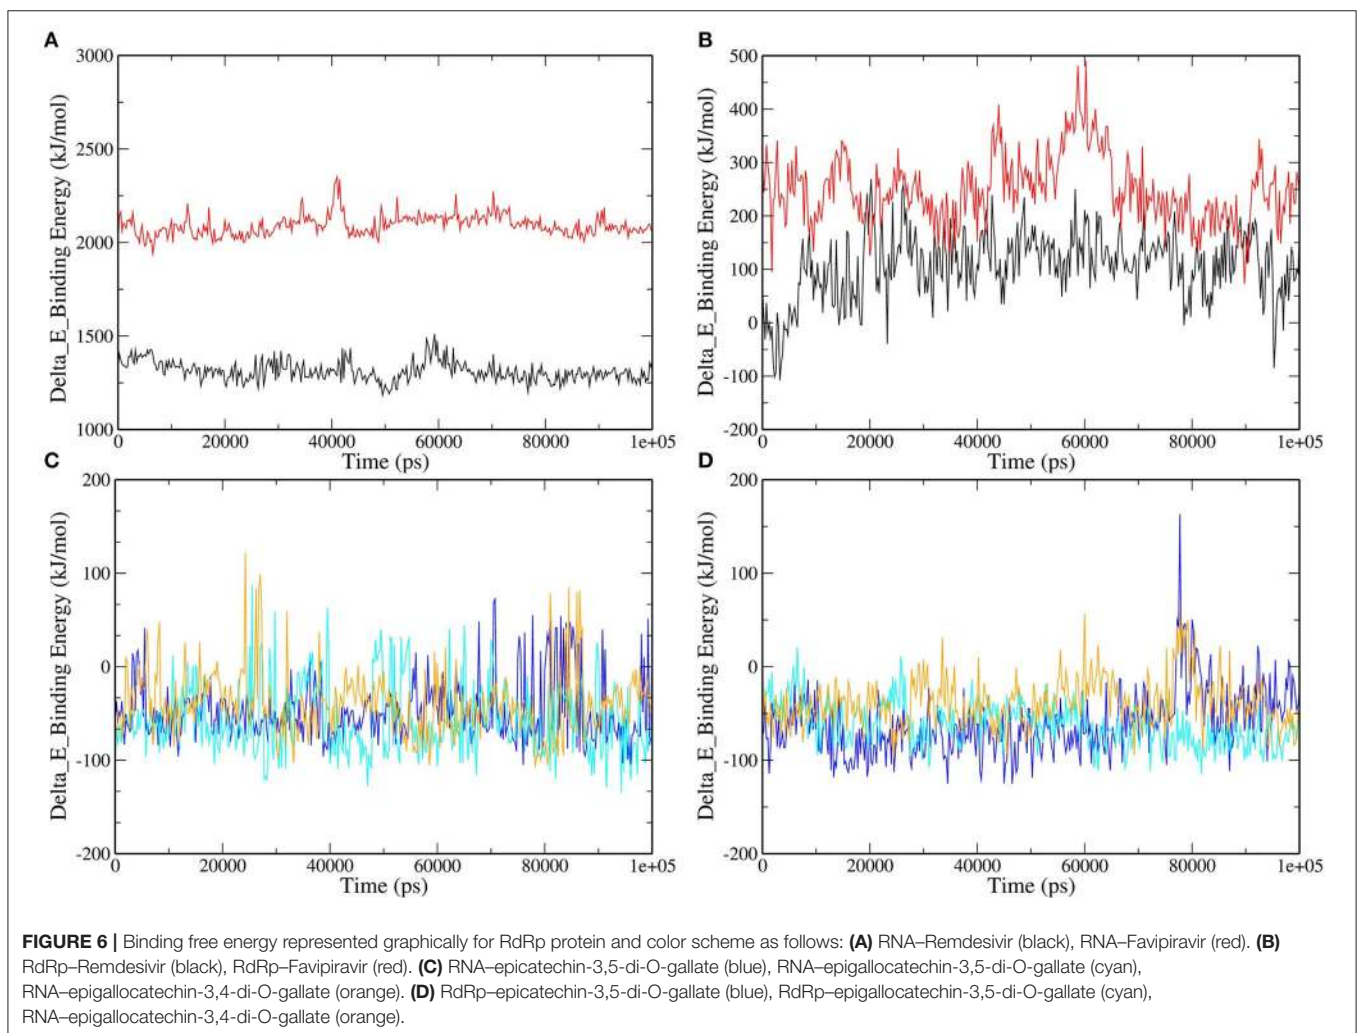 A
3000
2500
2000
1500
1000
Delta_E_Binding Energy (kJ/mol)
0 20000 40000 60000 80000 1e+05
Time (ps)
B
500
400
300
200
100
0
-100
-200
Delta_E_Binding Energy (kJ/mol)
0 20000 40000 60000 80000 1e+05
Time (ps)
C
200
100
0
-100
-200
Delta_E_Binding Energy (kJ/mol)
0 20000 40000 60000 80000 1e+05
Time (ps)
D
200
100
0
-100
-200
Delta_E_Binding Energy (kJ/mol)
0 20000 40000 60000 80000 1e+05
Time (ps)
FIGURE 6 | Binding free energy represented graphically for RdRp protein and color scheme as follows: (A) RNA–Remdesivir (black), RNA–Favipiravir (red). (B)
RdRp–Remdesivir (black), RdRp–Favipiravir (red). (C) RNA–epicatechin-3,5-di-O-gallate (blue), RNA–epigallocatechin-3,5-di-O-gallate (cyan),
RNA–epigallocatechin-3,4-di-O-gallate (orange). (D) RdRp–epicatechin-3,5-di-O-gallate (blue), RdRp–epigallocatechin-3,5-di-O-gallate (cyan),
RNA–epigallocatechin-3,4-di-O-gallate (orange).